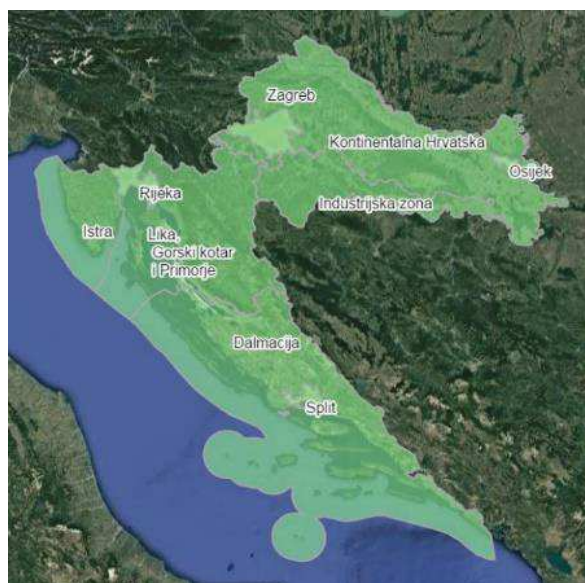 Zagreb
Kontinentalna Hrvatska
Osijek
Rijeka
Industrijska zona
Istra
Lika,
Gorski kotar
i Primorje
Dalmacija
Split